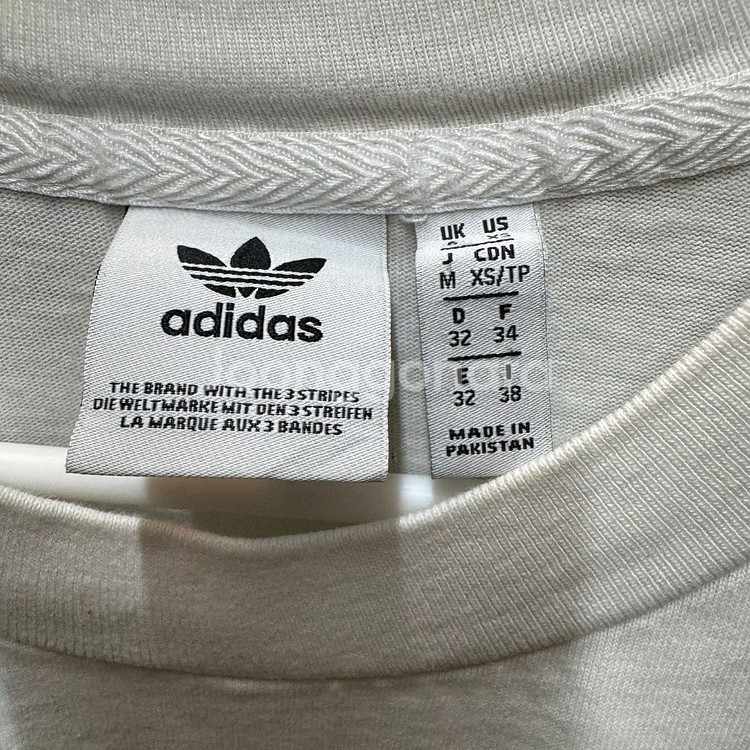 adidas
THE BRAND WITH THE 3 STRIPES
DIE WELTMARKE MIT DEN 3 STREIFEN
LA MARQUE AUX 3 BANDES
UK US
J CDN
M XS/TP
D F
32 34
E I
32 38
MADE IN
PAKISTAN